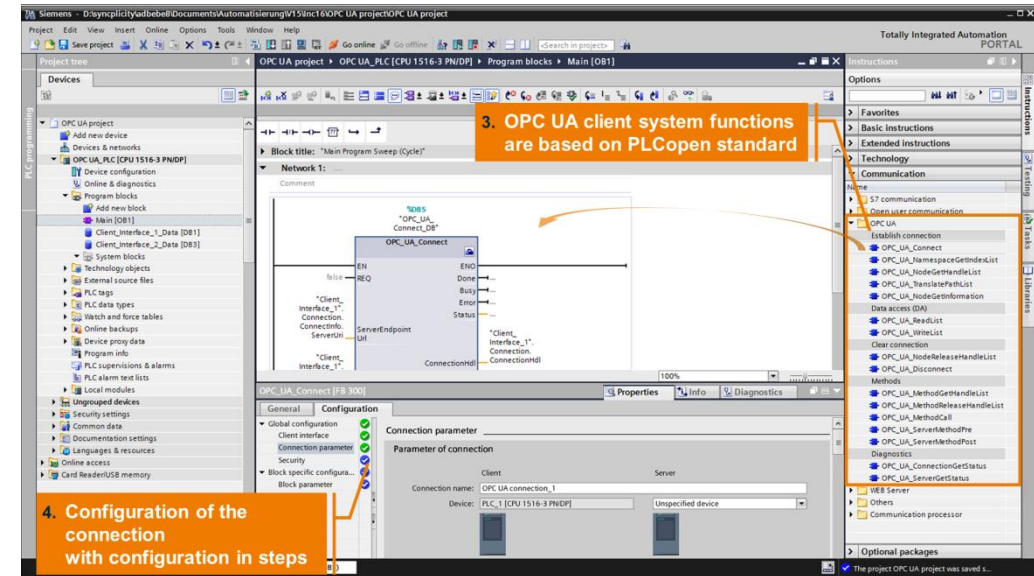 Siemens - D:\syncplicity\adbebe8\Documents\Automatisierung\V15\Inc16\OPC UA project\OPC UA project
Project Edit View Insert Online Options Tools Window Help
Totally Integrated Automation
PORTAL
Save project
Go online
Go offline
<Search in project>
Project tree
OPC UA project
OPC UA_PLC [CPU 1516-3 PN/DP]
Program blocks
Main [OB1]
Instructions
Devices
Options
PLC programming
OPC UA project
Add new device
Devices & networks
OPC UA_PLC [CPU 1516-3 PN/DP]
Device configuration
Online & diagnostics
Program blocks
Add new block
Main [OB1]
Client_Interface_1_Data [DB1]
Client_Interface_2_Data [DB3]
System blocks
Technology objects
External source files
PLC tags
PLC data types
Watch and force tables
Online backups
Device proxy data
Program info
PLC supervisions & alarms
PLC alarm text lists
Local modules
Ungrouped devices
Security settings
Common data
Documentation settings
Languages & resources
Online access
Card Reader/USB memory
3. OPC UA client system functions
are based on PLCopen standard
Block title: "Main Program Sweep (Cycle)"
Network 1: ....
Comment
%DB5
"OPC_UA_
Connect_DB"
OPC_UA_Connect
EN
ENO
false
REQ
Done
...
Busy
...
Error
...
Status
...
"Client_
Interface_1".
Connection.
ConnectInfo.
ServerUri
ServerEndpoint
Url
"Client_
Interface_1".
Connection.
ConnectionHdl
ConnectionHdl
"Client_
Interface_1".
100%
OPC_UA_Connect [FB 300]
Properties
Info
Diagnostics
General
Configuration
Global configuration
Client interface
Connection parameter
Security
Block specific configura...
Block parameter
Connection parameter
Parameter of connection
Client
Server
Connection name:
OPC UA connection_1
Device:
PLC_1 [CPU 1516-3 PN/DP]
Unspecified device
4. Configuration of the
connection
with configuration in steps
Favorites
Basic instructions
Extended instructions
Technology
Communication
Name
S7 communication
Open user communication
OPC UA
Establish connection
OPC_UA_Connect
OPC_UA_NamespaceGetIndexList
OPC_UA_NodeGetHandleList
OPC_UA_TranslatePathList
OPC_UA_NodeGetInformation
Data access (DA)
OPC_UA_ReadList
OPC_UA_WriteList
Clear connection
OPC_UA_NodeReleaseHandleList
OPC_UA_Disconnect
Methods
OPC_UA_MethodGetHandleList
OPC_UA_MethodReleaseHandleList
OPC_UA_MethodCall
OPC_UA_ServerMethodPre
OPC_UA_ServerMethodPost
Diagnostics
OPC_UA_ConnectionGetStatus
OPC_UA_ServerGetStatus
WEB Server
Others
Communication processor
Optional packages
Instructions
Testing
Tasks
Libraries
The project OPC UA project was saved s...